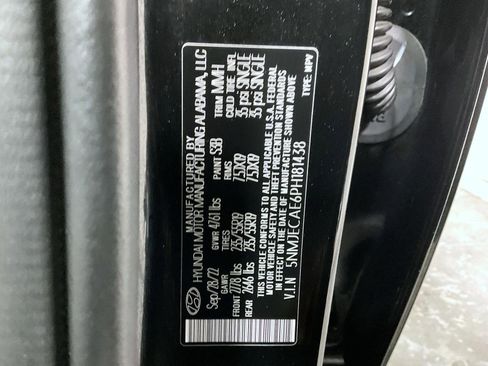 MANUFACTURED BY
HYUNDAI MOTOR MANUFACTURING ALABAMA, LLC
Sep/28/22 GVWR 4761 lbs PAINT S3B TRIM MMH
GAWR TIRES RIMS COLD TIRE INFL
FRONT 2778 lbs 235/55R19 7.5JX19 35 psi SINGLE
REAR 2646 lbs 235/55R19 7.5JX19 35 psi SINGLE
THIS VEHICLE CONFORMS TO ALL APPLICABLE U.S.A. FEDERAL
MOTOR VEHICLE SAFETY AND THEFT PREVENTION STANDARDS
IN EFFECT ON THE DATE OF MANUFACTURE SHOWN ABOVE
V.I.N 5NMJECAE6PH181438 TYPE: MPV